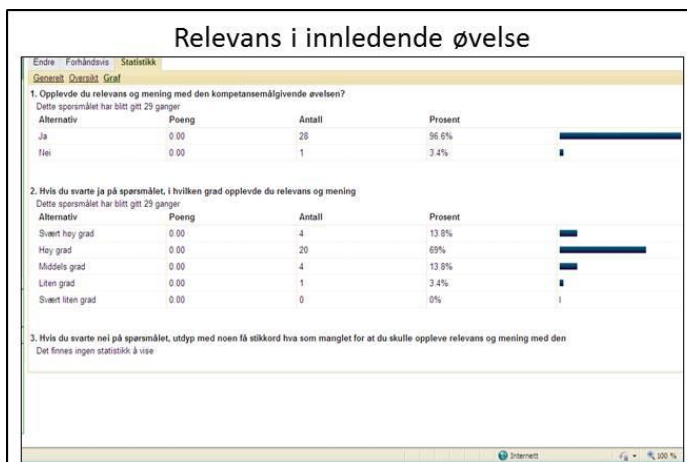 Relevans i innledende øvelse
Endre Forhåndsvis Statistikk
Generelt Oversikt Graf
1. Opplevde du relevans og mening med den kompetansemålgivende øvelsen?
Dette spørsmålet har blitt gitt 29 ganger
Alternativ Poeng Antall Prosent
Ja 0.00 28 96.6%
Nei 0.00 1 3.4%
2. Hvis du svarte ja på spørsmålet, i hvilken grad opplevde du relevans og mening
Dette spørsmålet har blitt gitt 29 ganger
Alternativ Poeng Antall Prosent
Svært høy grad 0.00 4 13.8%
Høy grad 0.00 20 69%
Middels grad 0.00 4 13.8%
Liten grad 0.00 1 3.4%
Svært liten grad 0.00 0 0%
3. Hvis du svarte nei på spørsmålet, utdyp med noen få stikkord hva som manglet for at du skulle oppleve relevans og mening med den
Det finnes ingen statistikk å vise
Internett 100 %